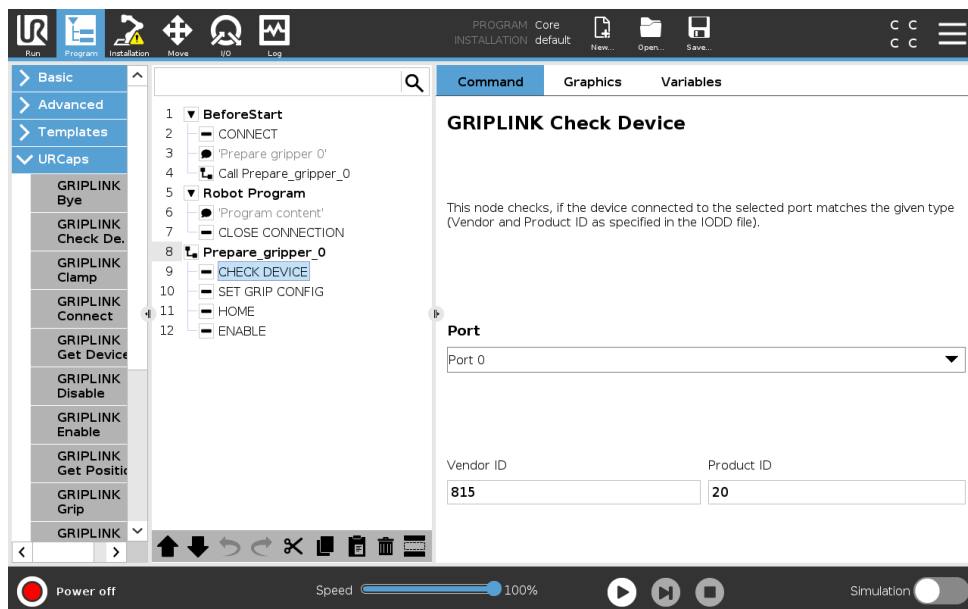 PROGRAM Core
INSTALLATION default
Run
Program
Installation
Move
I/O
Log
New...
Open...
Save...
C C
C C
Basic
Advanced
Templates
URCaps
GRIPLINK
Bye
GRIPLINK
Check De.
GRIPLINK
Clamp
GRIPLINK
Connect
GRIPLINK
Get Device
GRIPLINK
Disable
GRIPLINK
Enable
GRIPLINK
Get Positio
GRIPLINK
Grip
GRIPLINK
1 BeforeStart
2 CONNECT
3 'Prepare gripper 0'
4 Call Prepare_gripper_0
5 Robot Program
6 'Program content'
7 CLOSE CONNECTION
8 Prepare_gripper_0
9 CHECK DEVICE
10 SET GRIP CONFIG
11 HOME
12 ENABLE
Command Graphics Variables
GRIPLINK Check Device
This node checks, if the device connected to the selected port matches the given type
(Vendor and Product ID as specified in the IODD file).
Port
Port 0
Vendor ID Product ID
815 20
Power off
Speed 100%
Simulation